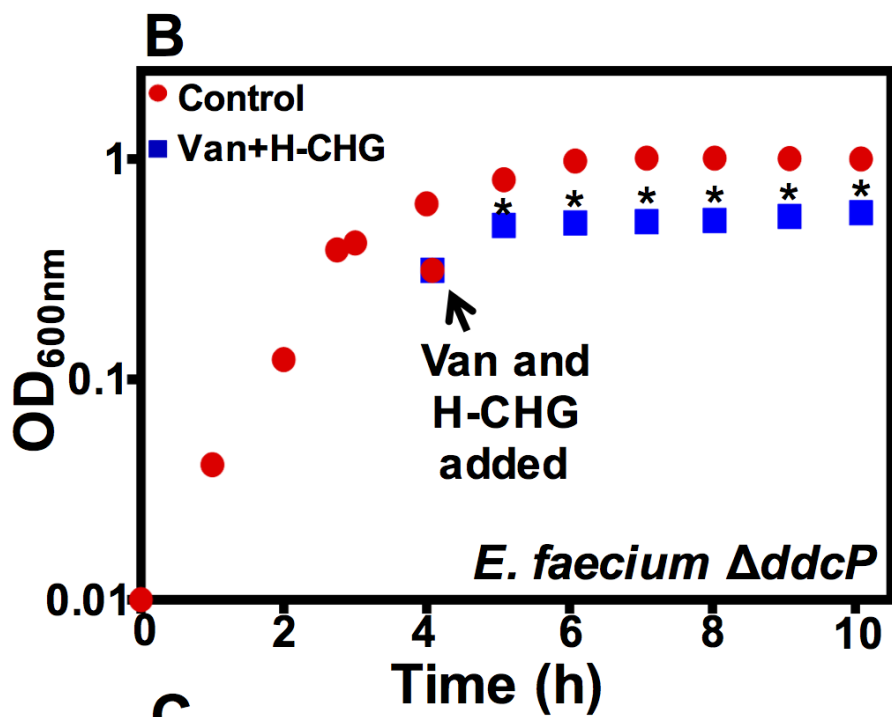 B
Control
Van+H-CHG
1
0.1
0.01
OD600nm
* * * * * *
Van and
H-CHG
added
E. faecium ΔddcP
0 2 4 6 8 10
Time (h)
C